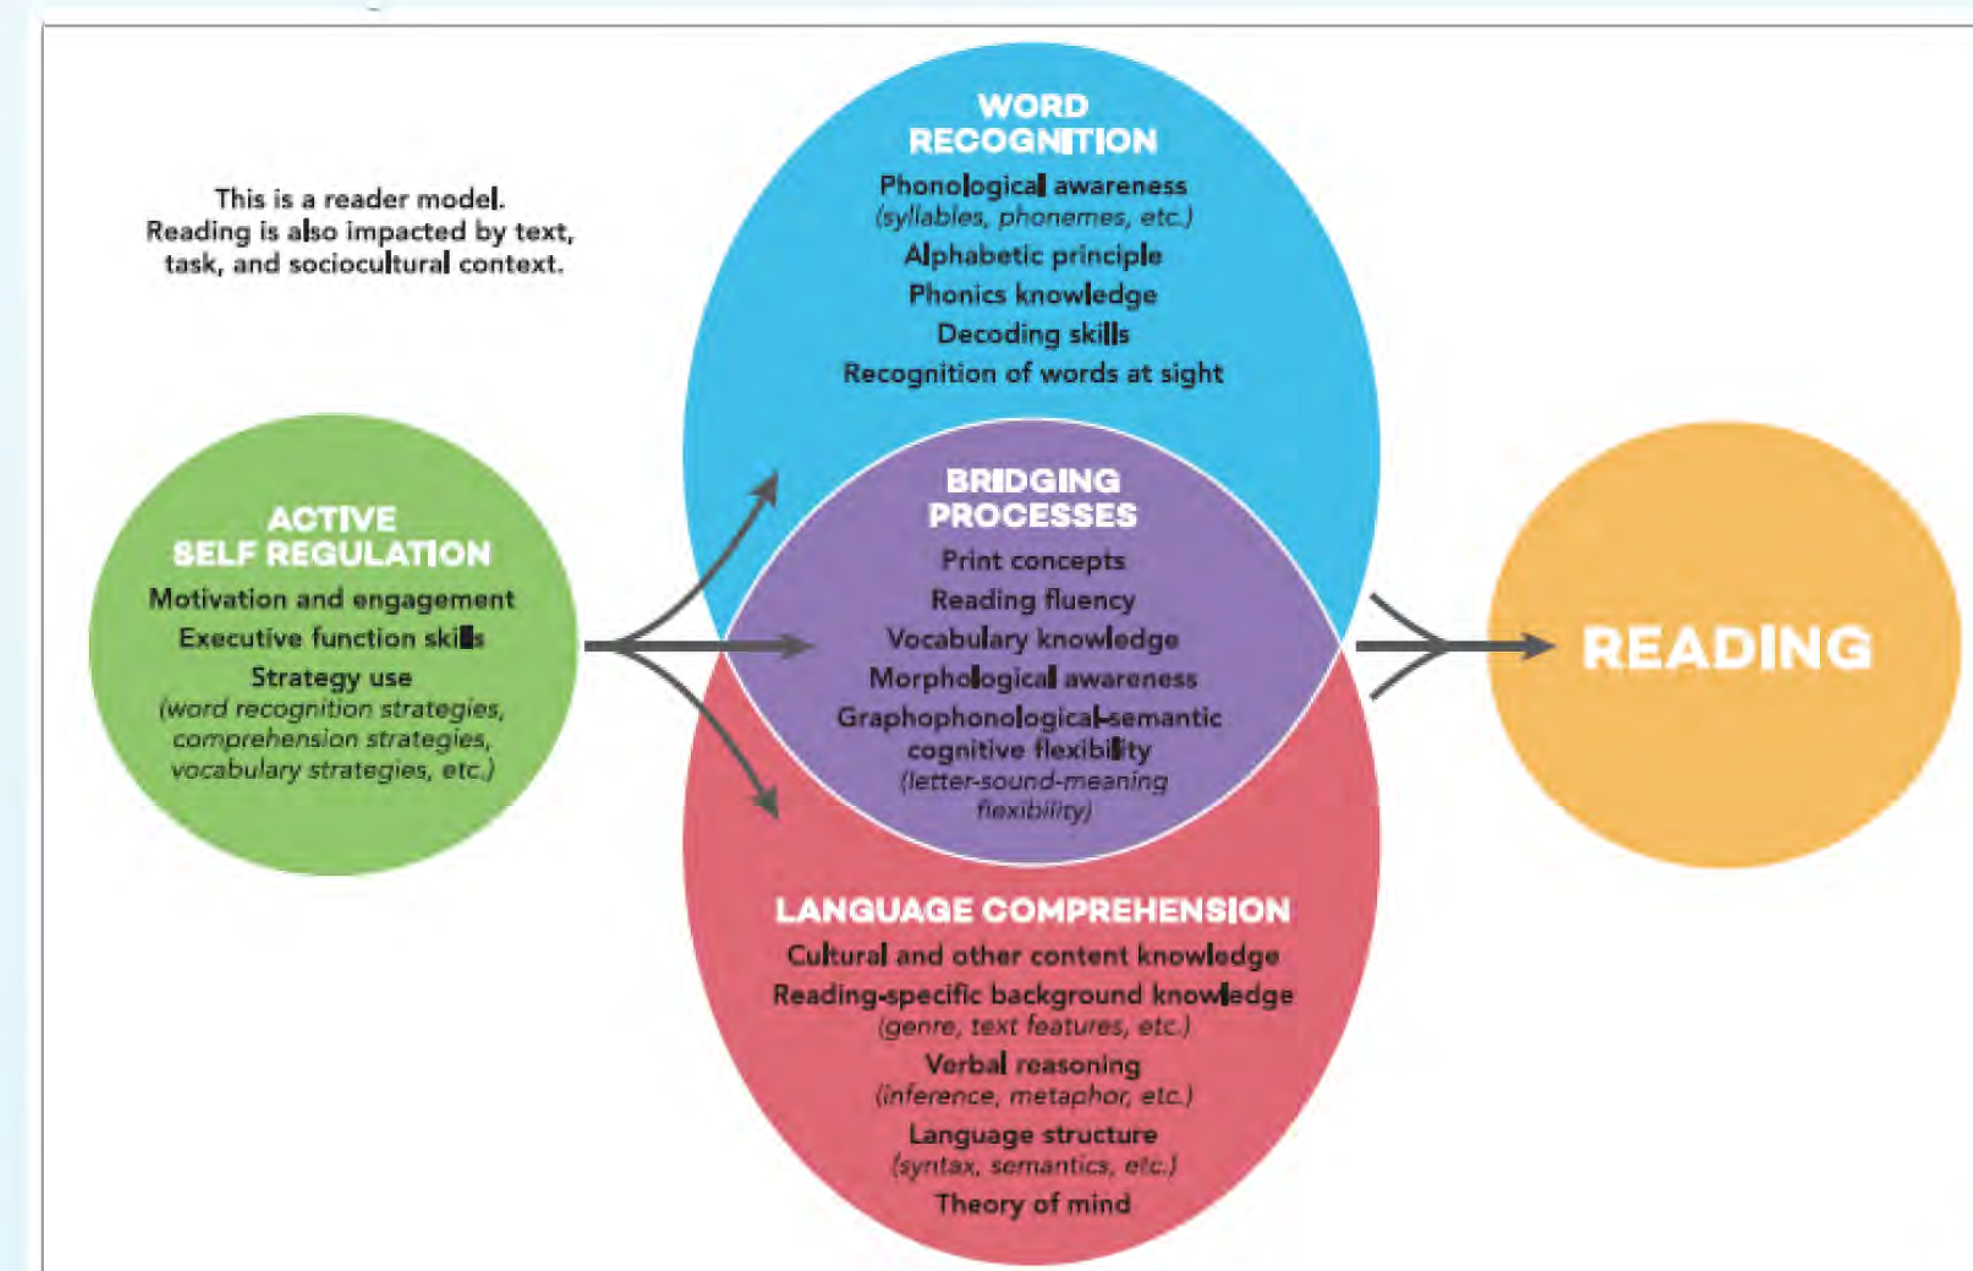 This is a reader model.
Reading is also impacted by text,
task, and sociocultural context.
ACTIVE
SELF REGULATION
Motivation and engagement
Executive function skills
Strategy use
(word recognition strategies,
comprehension strategies,
vocabulary strategies, etc.)
WORD
RECOGNITION
Phonological awareness
(syllables, phonemes, etc.)
Alphabetic principle
Phonics knowledge
Decoding skills
Recognition of words at sight
BRIDGING
PROCESSES
Print concepts
Reading fluency
Vocabulary knowledge
Morphological awareness
Graphophonological-semantic
cognitive flexibility
(letter-sound-meaning
flexibility)
LANGUAGE COMPREHENSION
Cultural and other content knowledge
Reading-specific background knowledge
(genre, text features, etc.)
Verbal reasoning
(inference, metaphor, etc.)
Language structure
(syntax, semantics, etc.)
Theory of mind
READING